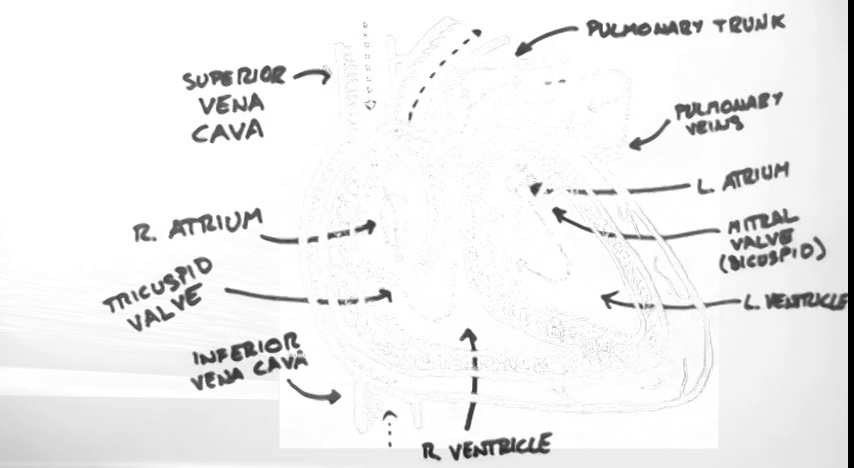 PULMONARY TRUNK
SUPERIOR
VENA
CAVA
PULMONARY
VEINS
L. ATRIUM
R. ATRIUM
MITRAL
VALVE
(BICUSPID)
TRICUSPID
VALVE
L. VENTRICLE
INFERIOR
VENA CAVA
R. VENTRICLE